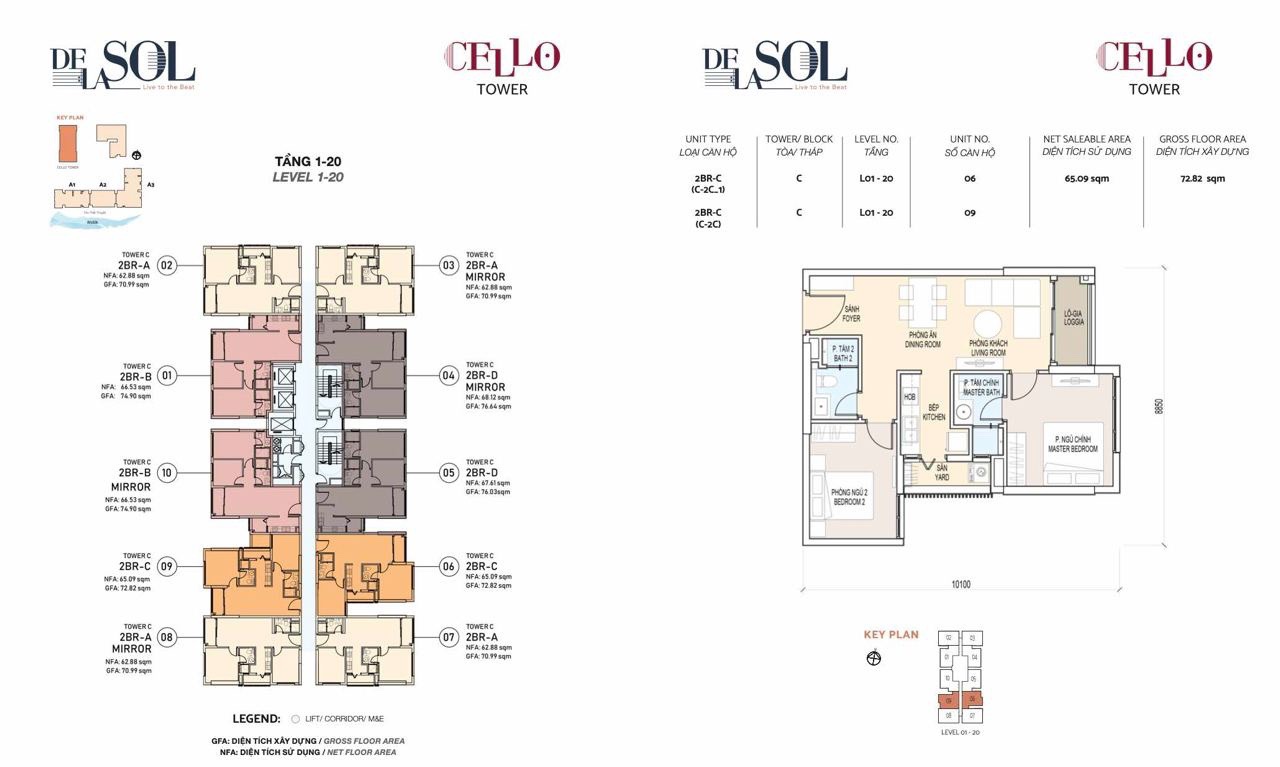 DE LA SOL
Live to the Beat
CELLO
TOWER
KEY PLAN
CELLO TOWER
A1
A2
A3
Tôn Thất Thuyết
RIVER
TẦNG 1-20
LEVEL 1-20
TOWER C
2BR-A
02
NFA: 62.88 sqm
GFA: 70.99 sqm
TOWER C
03
2BR-A
MIRROR
NFA: 62.88 sqm
GFA: 70.99 sqm
TOWER C
2BR-B
01
NFA: 66.53 sqm
GFA: 74.90 sqm
TOWER C
04
2BR-D
MIRROR
NFA: 68.12 sqm
GFA: 76.64 sqm
TOWER C
2BR-B
10
MIRROR
NFA: 66.53 sqm
GFA: 74.90 sqm
TOWER C
05
2BR-D
NFA: 67.61 sqm
GFA: 76.03sqm
TOWER C
2BR-C
09
NFA: 65.09 sqm
GFA: 72.82 sqm
TOWER C
06
2BR-C
NFA: 65.09 sqm
GFA: 72.82 sqm
TOWER C
2BR-A
08
MIRROR
NFA: 62.88 sqm
GFA: 70.99 sqm
TOWER C
07
2BR-A
NFA: 62.88 sqm
GFA: 70.99 sqm
LEGEND: LIFT/ CORRIDOR/ M&E
GFA: DIỆN TÍCH XÂY DỰNG / GROSS FLOOR AREA
NFA: DIỆN TÍCH SỬ DỤNG / NET FLOOR AREA
DE LA SOL
Live to the Beat
CELLO
TOWER
UNIT TYPE TOWER/ BLOCK LEVEL NO. UNIT NO. NET SALEABLE AREA GROSS FLOOR AREA
LOẠI CĂN HỘ TÒA/ THÁP TẦNG SỐ CĂN HỘ DIỆN TÍCH SỬ DỤNG DIỆN TÍCH XÂY DỰNG
2BR-C C L01 - 20 06 65.09 sqm 72.82 sqm
(C-2C_1)
2BR-C C L01 - 20 09
(C-2C)
SẢNH
FOYER
PHÒNG ĂN
DINING ROOM
PHÒNG KHÁCH
LIVING ROOM
LÔ-GIA
LOGGIA
P. TẮM 2
BATH 2
HOB
BẾP
KITCHEN
P. TẮM CHÍNH
MASTER BATH
P. NGỦ CHÍNH
MASTER BEDROOM
SÂN
YARD
PHÒNG NGỦ 2
BEDROOM 2
8850
10100
KEY PLAN
02
03
01
04
10
05
09
06
08
07
LEVEL 01 - 20